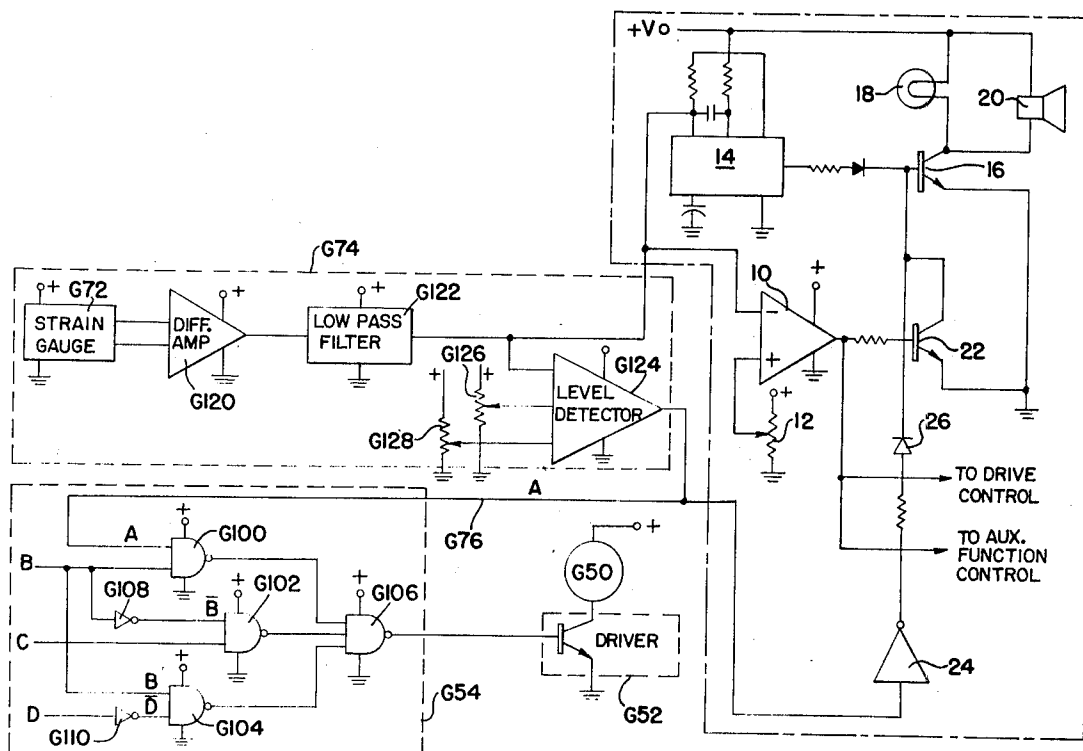 +V
18
20
14
16
G74
G72
+
STRAIN
GAUGE
DIFF.
AMP
+
G120
+
G122
LOW PASS
FILTER
10
+
−
+
22
G126
+
+
G124
LEVEL
DETECTOR
G128
+
12
26
A
G76
TO DRIVE
CONTROL
TO AUX.
FUNCTION
CONTROL
A
+
G100
B
G108
B̅
+
G102
+
G106
C
G50
+
DRIVER
G52
24
B
+
D̅
D
G110
G104
G54